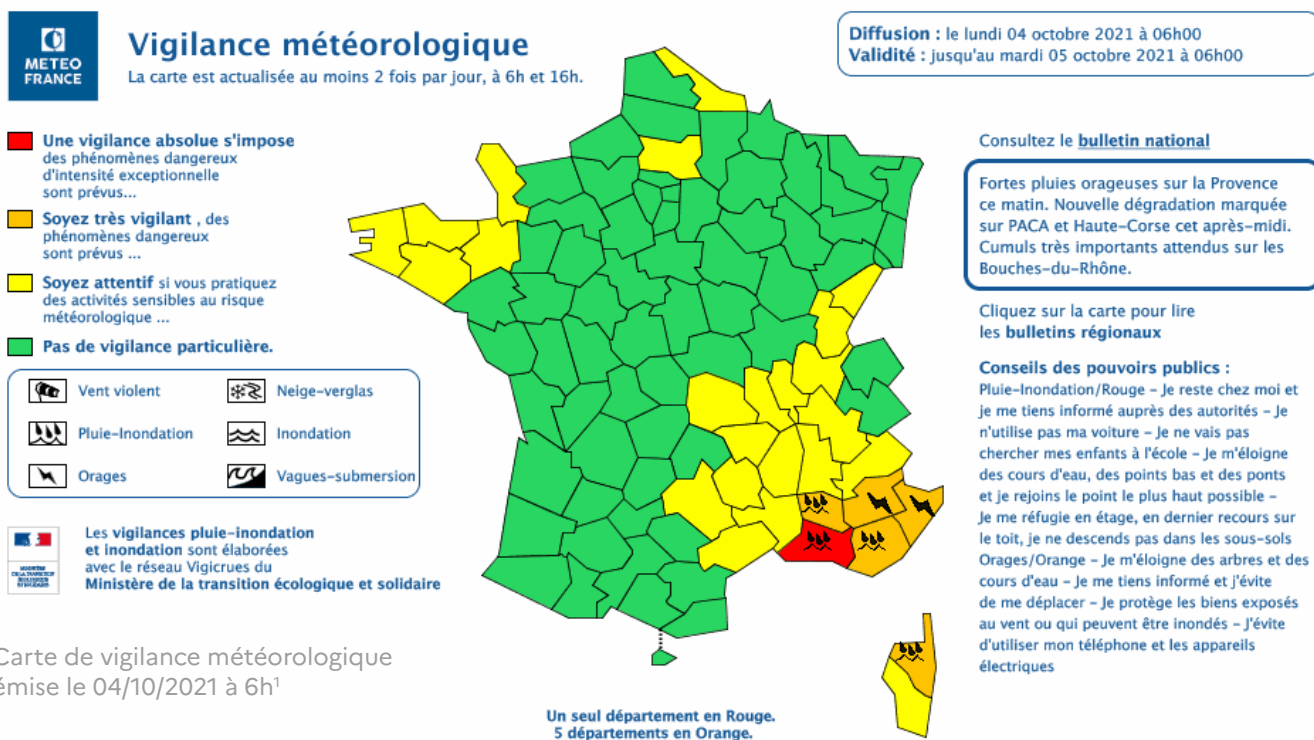 METEO
FRANCE
Vigilance météorologique
La carte est actualisée au moins 2 fois par jour, à 6h et 16h.
Diffusion : le lundi 04 octobre 2021 à 06h00
Validité : jusqu'au mardi 05 octobre 2021 à 06h00
Une vigilance absolue s'impose
des phénomènes dangereux
d'intensité exceptionnelle
sont prévus...
Soyez très vigilant , des
phénomènes dangereux
sont prévus ...
Soyez attentif si vous pratiquez
des activités sensibles au risque
météorologique ...
Pas de vigilance particulière.
Vent violent
Neige-verglas
Pluie-Inondation
Inondation
Orages
Vagues-submersion
Les vigilances pluie-inondation
et inondation sont élaborées
avec le réseau Vigicrues du
Ministère de la transition écologique et solidaire
Carte de vigilance météorologique
émise le 04/10/2021 à 6h¹
Consultez le bulletin national
Fortes pluies orageuses sur la Provence
ce matin. Nouvelle dégradation marquée
sur PACA et Haute-Corse cet après-midi.
Cumuls très importants attendus sur les
Bouches-du-Rhône.
Cliquez sur la carte pour lire
les bulletins régionaux
Conseils des pouvoirs publics :
Pluie-Inondation/Rouge – Je reste chez moi et
je me tiens informé auprès des autorités – Je
n'utilise pas ma voiture – Je ne vais pas
chercher mes enfants à l'école – Je m'éloigne
des cours d'eau, des points bas et des ponts
et je rejoins le point le plus haut possible –
Je me réfugie en étage, en dernier recours sur
le toit, je ne descends pas dans les sous-sols
Orages/Orange – Je m'éloigne des arbres et des
cours d'eau – Je me tiens informé et j'évite
de me déplacer – Je protège les biens exposés
au vent ou qui peuvent être inondés – J'évite
d'utiliser mon téléphone et les appareils
électriques
Un seul département en Rouge.
5 départements en Orange.